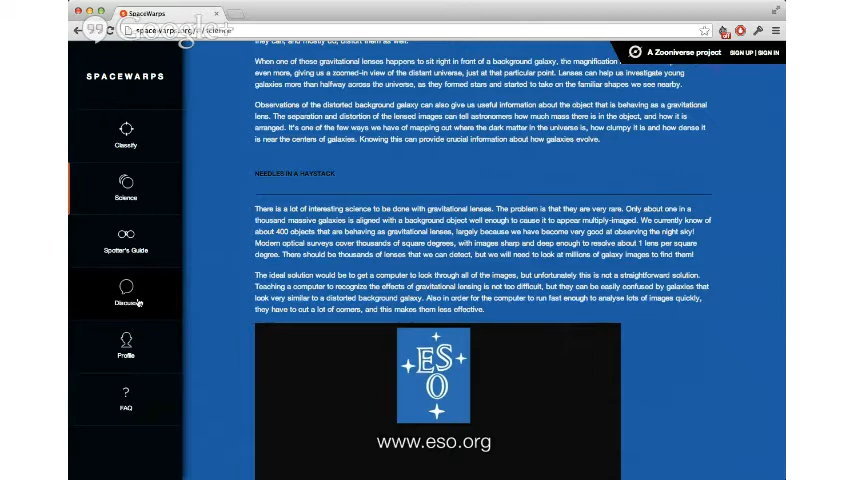 SpaceWarps
Google+
A Zooniverse project SIGN UP | SIGN IN
SPACEWARPS
Classify
Science
Spotter's Guide
Discuss
Profile
?
FAQ
they can, and mostly do, distort them as well.
When one of these gravitational lenses happens to sit right in front of a background galaxy, the magnification
even more, giving us a zoomed-in view of the distant universe, just at that particular point. Lenses can help us investigate young
galaxies more than halfway across the universe, as they formed stars and started to take on the familiar shapes we see nearby.
Observations of the distorted background galaxy can also give us useful information about the object that is behaving as a gravitational
lens. The separation and distortion of the lensed images can tell astronomers how much mass there is in the object, and how it is
arranged. It's one of the few ways we have of mapping out where the dark matter in the universe is, how clumpy it is and how dense it
is near the centers of galaxies. Knowing this can provide crucial information about how galaxies evolve.
NEEDLES IN A HAYSTACK
There is a lot of interesting science to be done with gravitational lenses. The problem is that they are very rare. Only about one in a
thousand massive galaxies is aligned with a background object well enough to cause it to appear multiply-imaged. We currently know of
about 400 objects that are behaving as gravitational lenses, largely because we have become very good at observing the night sky!
Modern optical surveys cover thousands of square degrees, with images sharp and deep enough to resolve about 1 lens per square
degree. There should be thousands of lenses that we can detect, but we will need to look at millions of galaxy images to find them!
The ideal solution would be to get a computer to look through all of the images, but unfortunately this is not a straightforward solution.
Teaching a computer to recognize the effects of gravitational lensing is not too difficult, but they can be easily confused by galaxies that
look very similar to a distorted background galaxy. Also in order for the computer to run fast enough to analyse lots of images quickly,
they have to cut a lot of corners, and this makes them less effective.
ESO
www.eso.org